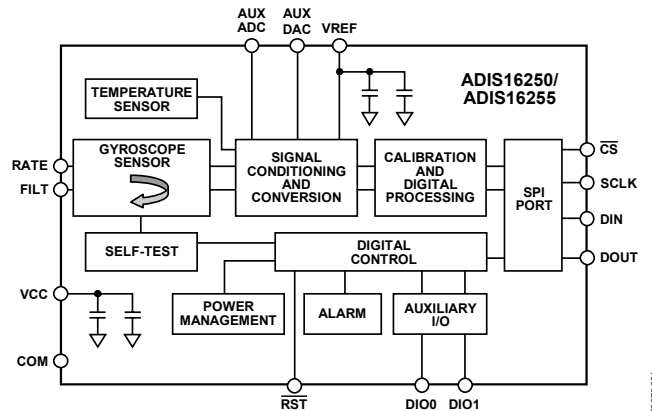 AUX
ADC
AUX
DAC
VREF
ADIS16250/
ADIS16255
TEMPERATURE
SENSOR
RATE
FILT
GYROSCOPE
SENSOR
SIGNAL
CONDITIONING
AND
CONVERSION
CALIBRATION
AND
DIGITAL
PROCESSING
SPI
PORT
CS
SCLK
DIN
DOUT
SELF-TEST
DIGITAL
CONTROL
VCC
POWER
MANAGEMENT
ALARM
AUXILIARY
I/O
COM
RST
DIO0
DIO1